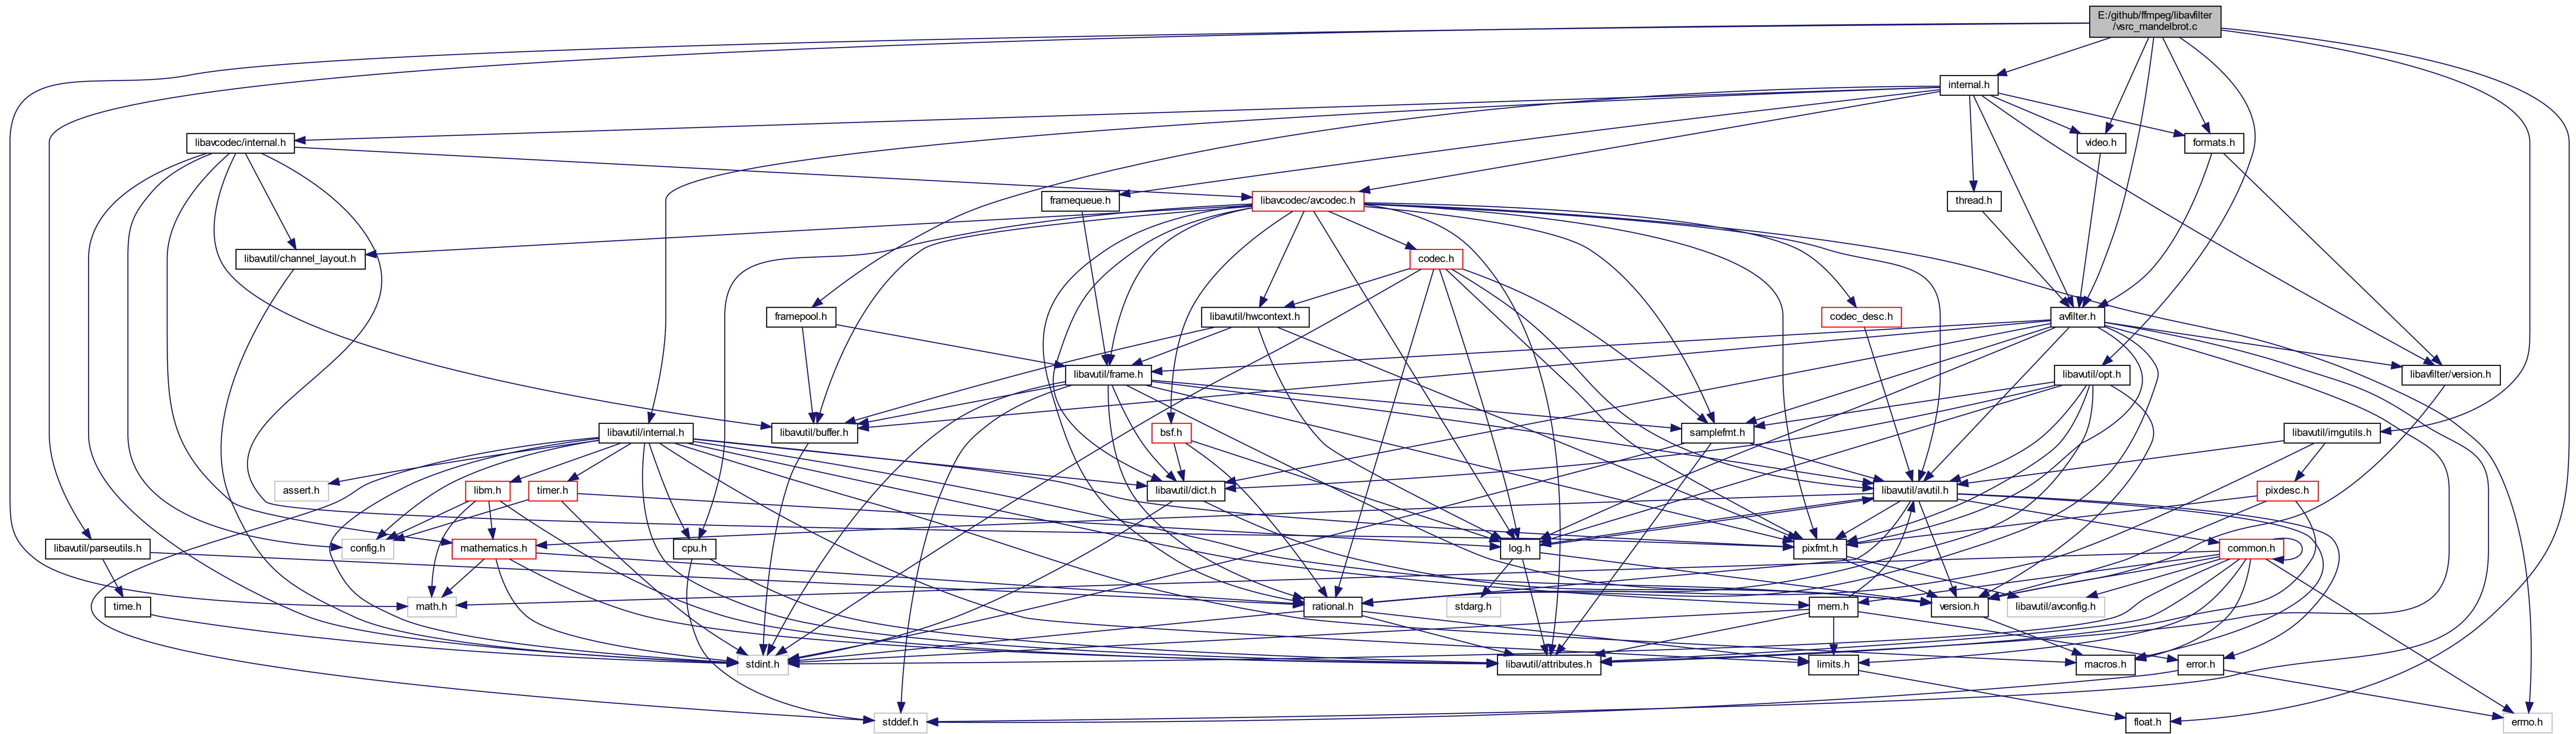 E:/github/ffmpeg/libavfilter
/vsrc_mandelbrot.c
internal.h
libavcodec/internal.h
video.h
formats.h
framequeue.h
libavcodec/avcodec.h
thread.h
libavutil/channel_layout.h
codec.h
framepool.h
libavutil/hwcontext.h
codec_desc.h
avfilter.h
libavutil/frame.h
libavutil/opt.h
libavfilter/version.h
libavutil/internal.h
libavutil/buffer.h
bsf.h
samplefmt.h
libavutil/imgutils.h
assert.h
libm.h
timer.h
libavutil/dict.h
libavutil/avutil.h
pixdesc.h
libavutil/parseutils.h
config.h
mathematics.h
cpu.h
log.h
pixfmt.h
common.h
time.h
math.h
rational.h
stdarg.h
mem.h
version.h
libavutil/avconfig.h
stdint.h
libavutil/attributes.h
limits.h
macros.h
error.h
stddef.h
float.h
errno.h